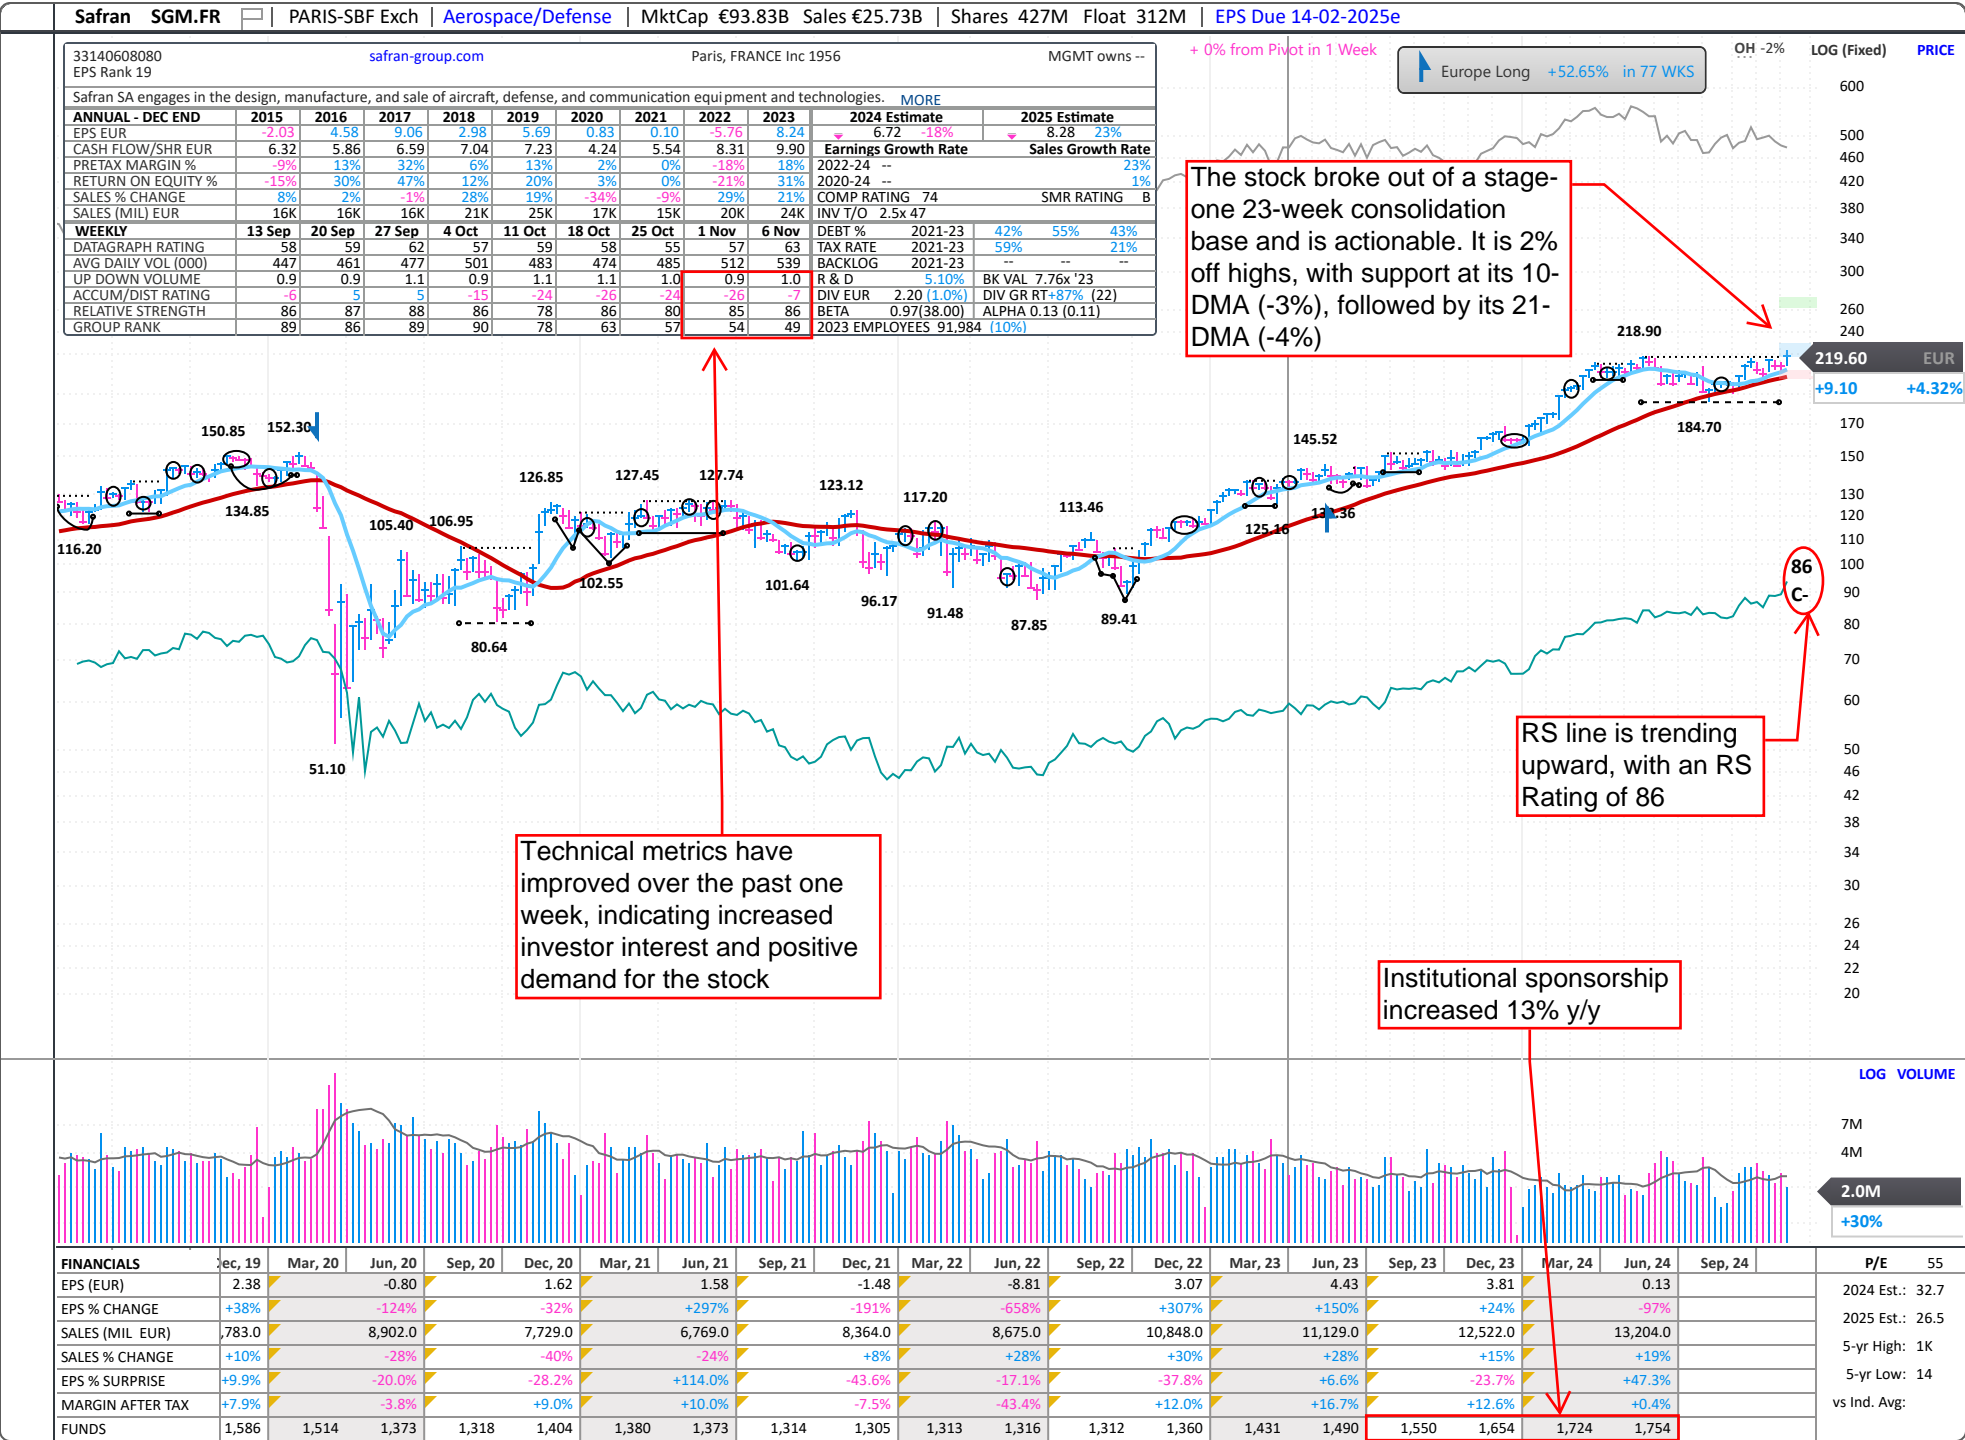 Safran SGM.FR | PARIS-SBF Exch | Aerospace/Defense | MktCap €93.83B Sales €25.73B | Shares 427M Float 312M | EPS Due 14-02-2025e
33140608080 safran-group.com Paris, FRANCE Inc 1956 MGMT owns --
EPS Rank 19
Safran SA engages in the design, manufacture, and sale of aircraft, defense, and communication equipment and technologies. MORE
ANNUAL - DEC END 2015 2016 2017 2018 2019 2020 2021 2022 2023 2024 Estimate 2025 Estimate
EPS EUR -2.03 4.58 9.06 2.98 5.69 0.83 0.10 -5.76 8.24 6.72 -18% 8.28 23%
CASH FLOW/SHR EUR 6.32 5.86 6.59 7.04 7.23 4.24 5.54 8.31 9.90 Earnings Growth Rate Sales Growth Rate
PRETAX MARGIN % -9% 13% 32% 6% 13% 2% 0% -18% 18% 2022-24 -- 23%
RETURN ON EQUITY % -15% 30% 47% 12% 20% 3% 0% -21% 31% 2020-24 -- 1%
SALES % CHANGE 8% 2% -1% 28% 19% -34% -9% 29% 21% COMP RATING 74 SMR RATING B
SALES (MIL) EUR 16K 16K 16K 21K 25K 17K 15K 20K 24K INV T/O 2.5x 47
WEEKLY 13 Sep 20 Sep 27 Sep 4 Oct 11 Oct 18 Oct 25 Oct 1 Nov 6 Nov DEBT % 2021-23 42% 55% 43%
DATAGRAPH RATING 58 59 62 57 59 58 55 57 63 TAX RATE 2021-23 59% 21%
AVG DAILY VOL (000) 447 461 477 501 483 474 485 512 539 BACKLOG 2021-23 -- -- --
UP DOWN VOLUME 0.9 0.9 1.1 0.9 1.1 1.1 1.0 0.9 1.0 R & D 5.10% BK VAL 7.76x '23
ACCUM/DIST RATING -6 5 5 -15 -24 -26 -24 -26 -7 DIV EUR 2.20 (1.0%) DIV GR RT +87% (22)
RELATIVE STRENGTH 86 87 88 86 78 86 80 85 86 BETA 0.97(38.00) ALPHA 0.13 (0.11)
GROUP RANK 89 86 89 90 78 63 57 54 49 2023 EMPLOYEES 91,984 (10%)
+ 0% from Pivot in 1 Week
Europe Long +52.65% in 77 WKS
OH -2%
LOG (Fixed) PRICE
600
500
460
420
380
340
300
260
240
219.60 EUR
+9.10 +4.32%
170
150
130
120
110
100
90
80
70
60
50
46
42
38
34
30
26
24
22
20
The stock broke out of a stage-
one 23-week consolidation
base and is actionable. It is 2%
off highs, with support at its 10-
DMA (-3%), followed by its 21-
DMA (-4%)
218.90
184.70
150.85
152.30
134.85
116.20
105.40
106.95
126.85
127.45
127.74
123.12
117.20
113.46
145.52
125.16
102.55
101.64
96.17
91.48
87.85
89.41
80.64
51.10
86
C-
RS line is trending
upward, with an RS
Rating of 86
Technical metrics have
improved over the past one
week, indicating increased
investor interest and positive
demand for the stock
Institutional sponsorship
increased 13% y/y
LOG VOLUME
7M
4M
2.0M
+30%
FINANCIALS ec, 19 Mar, 20 Jun, 20 Sep, 20 Dec, 20 Mar, 21 Jun, 21 Sep, 21 Dec, 21 Mar, 22 Jun, 22 Sep, 22 Dec, 22 Mar, 23 Jun, 23 Sep, 23 Dec, 23 Mar, 24 Jun, 24 Sep, 24 P/E 55
EPS (EUR) 2.38 -0.80 1.62 1.58 -1.48 -8.81 3.07 4.43 3.81 0.13
2024 Est.: 32.7
EPS % CHANGE +38% -124% -32% +297% -191% -658% +307% +150% +24% -97%
2025 Est.: 26.5
SALES (MIL EUR) ,783.0 8,902.0 7,729.0 6,769.0 8,364.0 8,675.0 10,848.0 11,129.0 12,522.0 13,204.0
5-yr High: 1K
SALES % CHANGE +10% -28% -40% -24% +8% +28% +30% +28% +15% +19%
5-yr Low: 14
EPS % SURPRISE +9.9% -20.0% -28.2% +114.0% -43.6% -17.1% -37.8% +6.6% -23.7% +47.3%
vs Ind. Avg:
MARGIN AFTER TAX +7.9% -3.8% +9.0% +10.0% -7.5% -43.4% +12.0% +16.7% +12.6% +0.4%
FUNDS 1,586 1,514 1,373 1,318 1,404 1,380 1,373 1,314 1,305 1,313 1,316 1,312 1,360 1,431 1,490 1,550 1,654 1,724 1,754